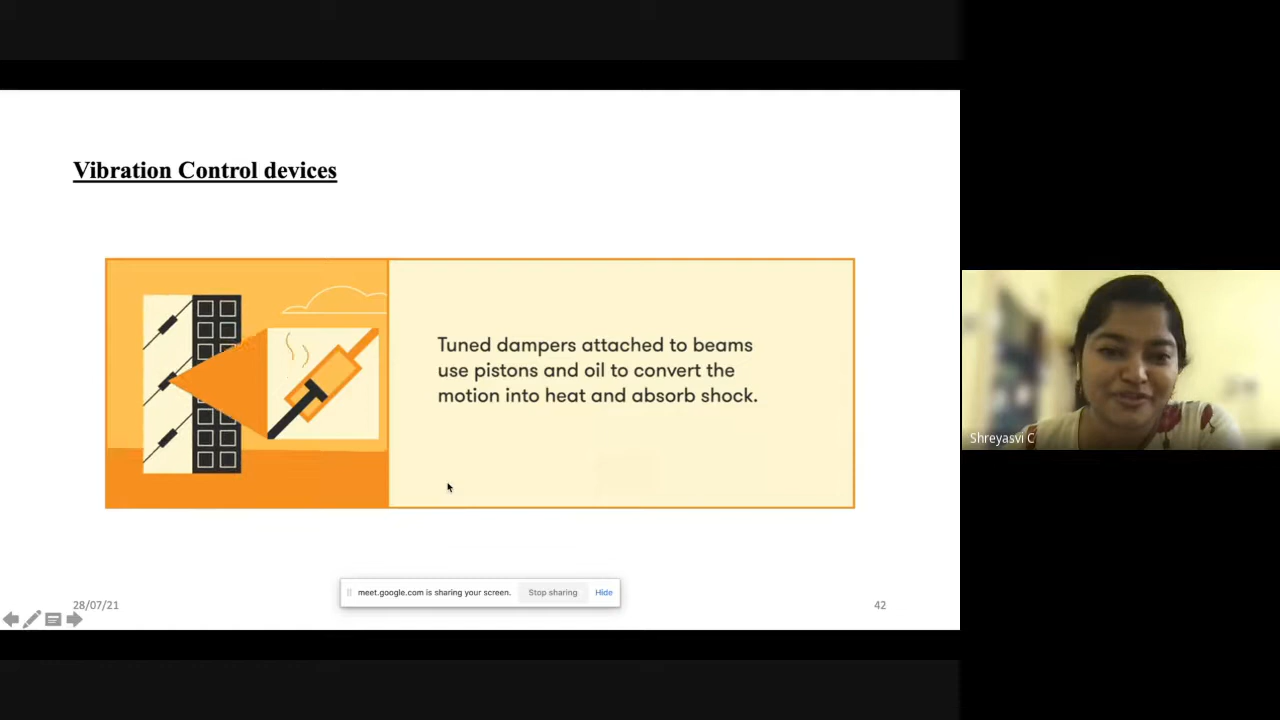 Vibration Control devices
Tuned dampers attached to beams
use pistons and oil to convert the
motion into heat and absorb shock.
Shreyasvi C
meet.google.com is sharing your screen. Stop sharing Hide
28/07/21 42